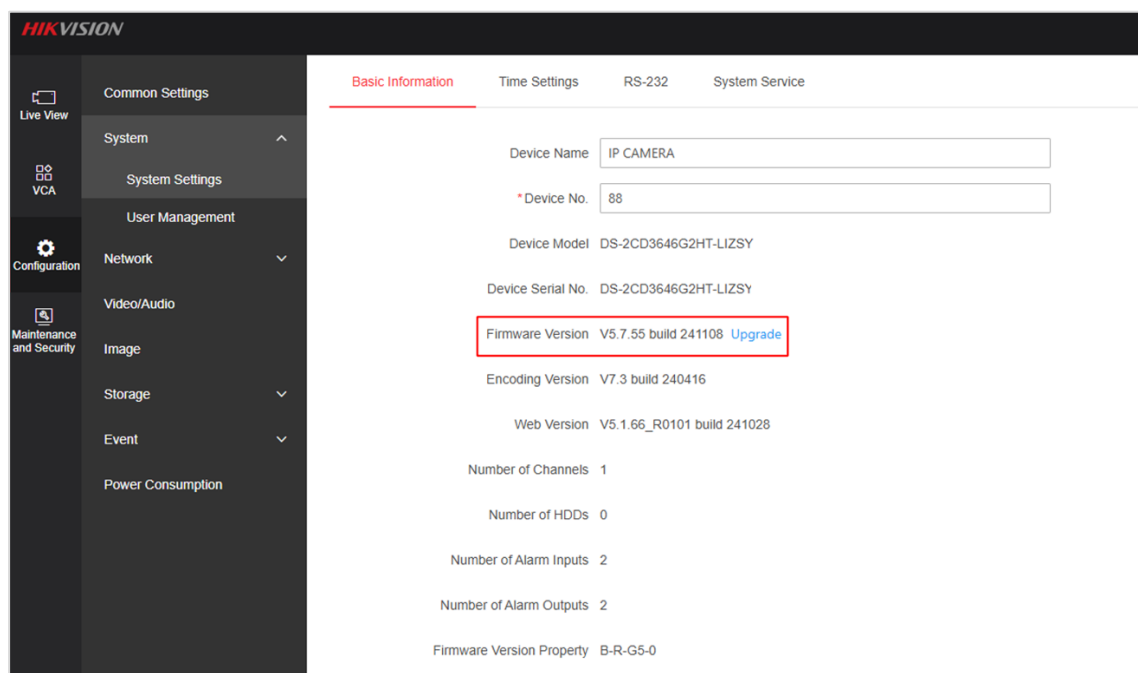 HIKVISION
Live View
VCA
Configuration
Maintenance
and Security
Common Settings
System
System Settings
User Management
Network
Video/Audio
Image
Storage
Event
Power Consumption
Basic Information Time Settings RS-232 System Service
Device Name IP CAMERA
*Device No. 88
Device Model DS-2CD3646G2HT-LIZSY
Device Serial No. DS-2CD3646G2HT-LIZSY
Firmware Version V5.7.55 build 241108 Upgrade
Encoding Version V7.3 build 240416
Web Version V5.1.66_R0101 build 241028
Number of Channels 1
Number of HDDs 0
Number of Alarm Inputs 2
Number of Alarm Outputs 2
Firmware Version Property B-R-G5-0